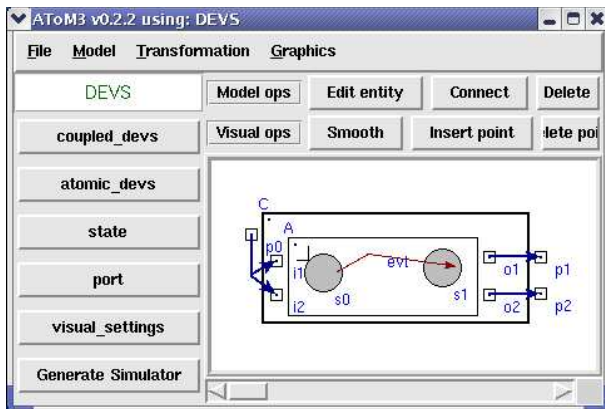 AToM3 v0.2.2 using: DEVS
File Model Transformation Graphics
DEVS
Model ops Edit entity Connect Delete
coupled_devs
Visual ops Smooth Insert point lete poi
atomic_devs
state
port
visual_settings
Generate Simulator
C
A
p0
i1
evt
o1
p1
i2
s0
s1
o2
p2